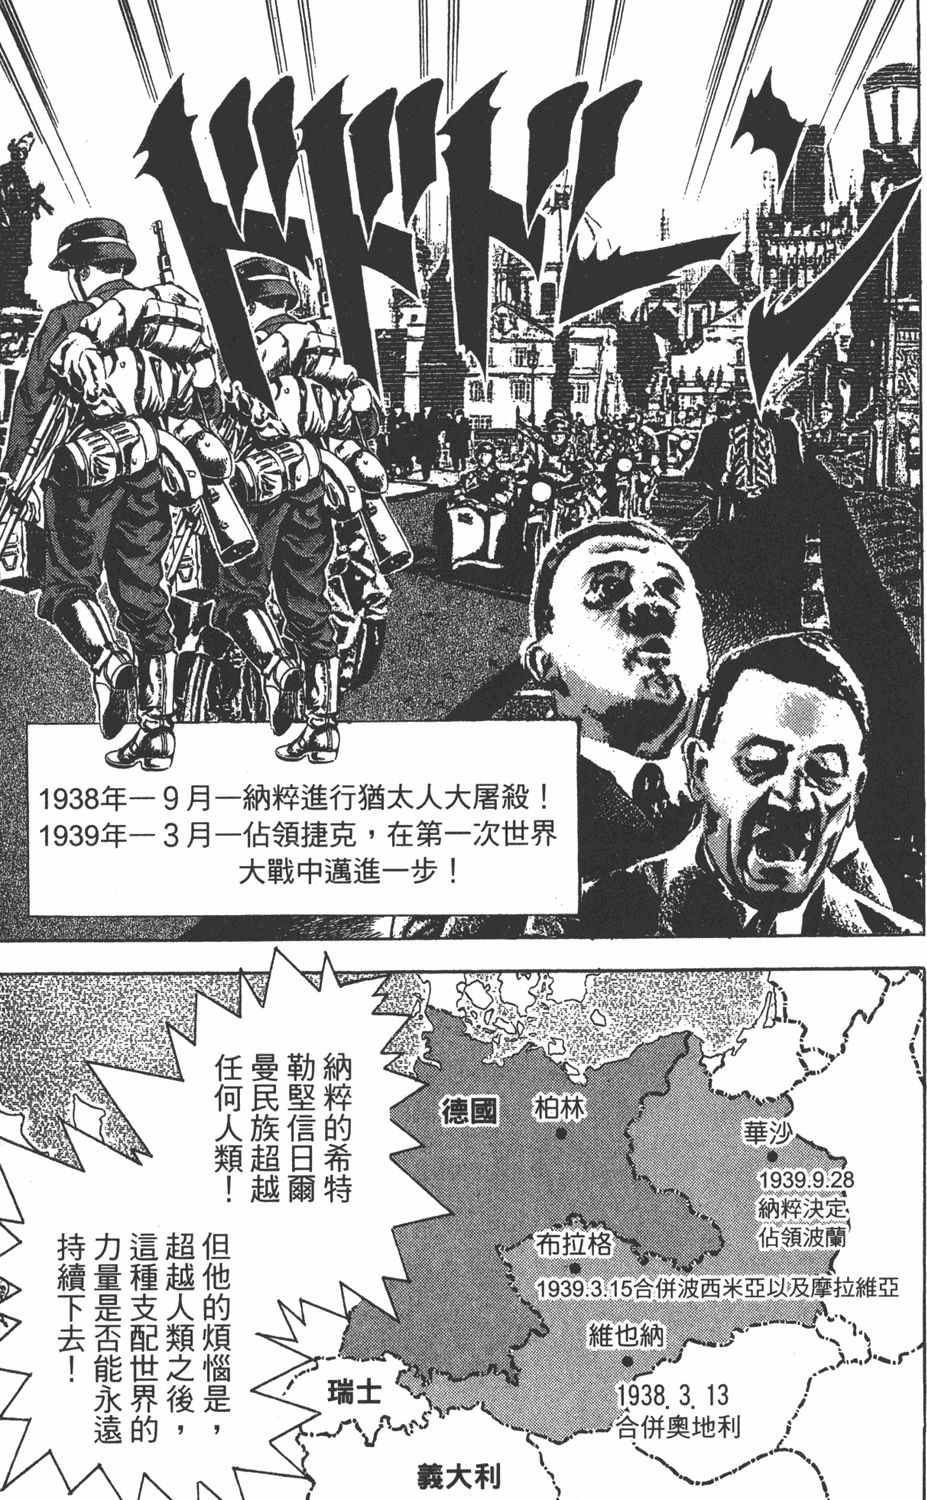 ドドドーン
1938年－9月－納粹進行猶太人大屠殺！
1939年－3月－佔領捷克，在第一次世界
大戰中邁進一步！
納粹的希特
勒堅信日爾
曼民族超越
任何人類！
但他的煩惱是，
超越人類之後，
這種支配世界的
力量是否能永遠
持續下去！
德國
柏林
華沙
1939.9.28
納粹決定
佔領波蘭
布拉格
1939.3.15合併波西米亞以及摩拉維亞
維也納
1938.3.13
合併奧地利
瑞士
義大利